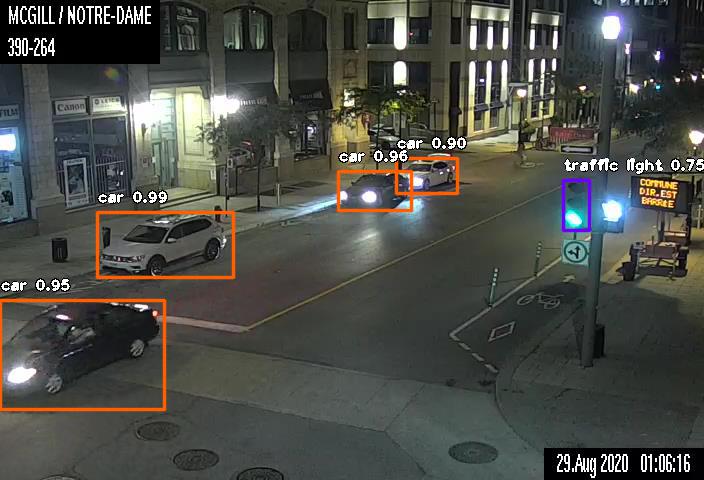 MCGILL / NOTRE-DAME
390-264
Canon
car 0.99
car 0.96
car 0.90
car 0.95
traffic light 0.75
COMMUNE
DIR.EST
BARREE
29.Aug 2020 01:06:16